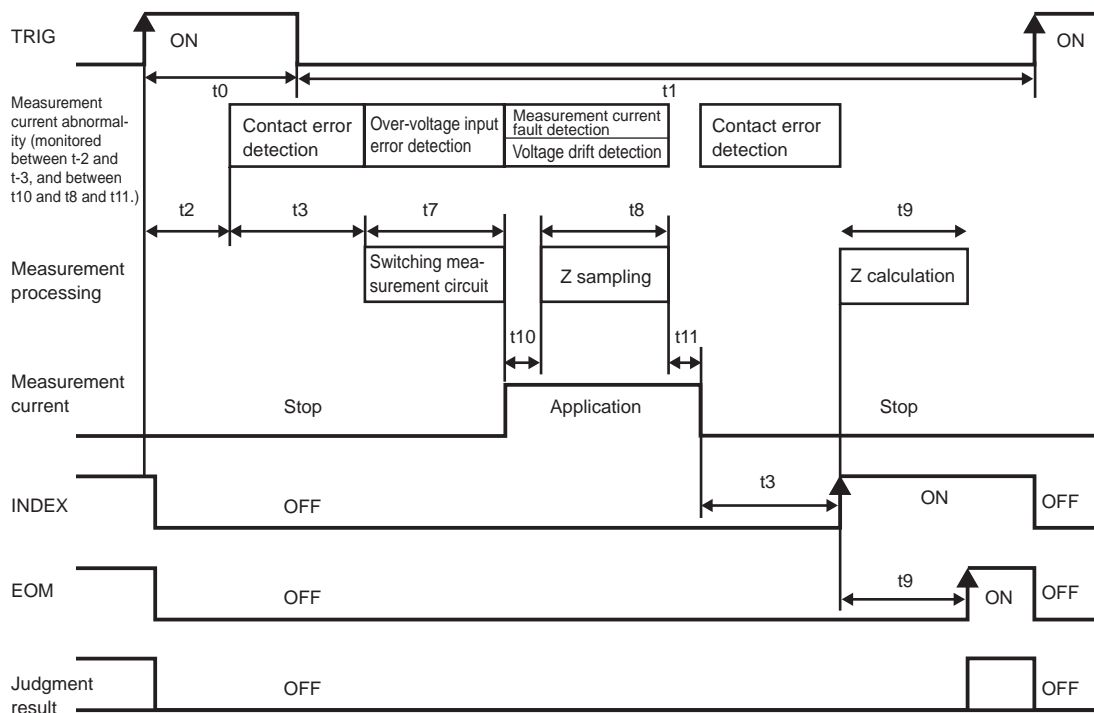 TRIG
ON
ON
t0
t1
Measurement
current abnormal-
ity (monitored
between t-2 and
t-3, and between
t10 and t8 and t11.)
Contact error
detection
Over-voltage input
error detection
Measurement current
fault detection
Voltage drift detection
Contact error
detection
t2
t3
t7
t8
t9
Measurement
processing
Switching mea-
surement circuit
Z sampling
Z calculation
t10
t11
Measurement
current
Stop
Application
Stop
t3
INDEX
OFF
ON
OFF
t9
EOM
OFF
ON
OFF
Judgment
result
OFF
OFF